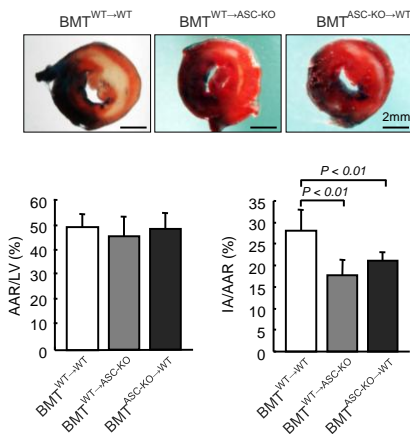 BMT^WT→WT BMT^WT→ASC-KO BMT^ASC-KO→WT
2mm
P < 0.01
P < 0.01
AAR/LV (%)
60
50
40
30
20
10
0
BMT^WT→WT
BMT^WT→ASC-KO
BMT^ASC-KO→WT
IA/AAR (%)
35
30
25
20
15
10
5
0
BMT^WT→WT
BMT^WT→ASC-KO
BMT^ASC-KO→WT